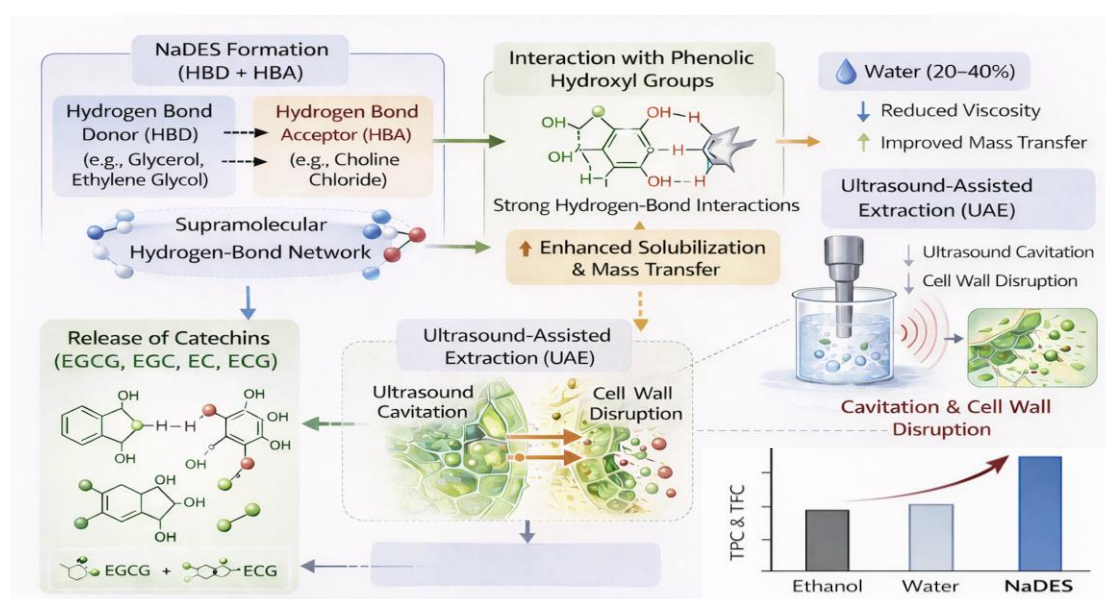 NaDES Formation
(HBD + HBA)
Hydrogen Bond
Donor (HBD)
(e.g., Glycerol,
Ethylene Glycol)
Hydrogen Bond
Acceptor (HBA)
(e.g., Choline
Chloride)
Supramolecular
Hydrogen-Bond Network
Interaction with Phenolic
Hydroxyl Groups
OH
OH
OH
OH
H
H
H
H
Strong Hydrogen-Bond Interactions
Enhanced Solubilization
& Mass Transfer
Water (20–40%)
Reduced Viscosity
Improved Mass Transfer
Ultrasound-Assisted
Extraction (UAE)
Ultrasound Cavitation
Cell Wall Disruption
Cavitation & Cell Wall
Disruption
Release of Catechins
(EGCG, EGC, EC, ECG)
OH
OH
H
H
OH
OH
OH
OH
OH
OH
OH
OH
EGCG + ECG
Ultrasound-Assisted
Extraction (UAE)
Ultrasound
Cavitation
Cell Wall
Disruption
TPC & TFC
Ethanol
Water
NaDES